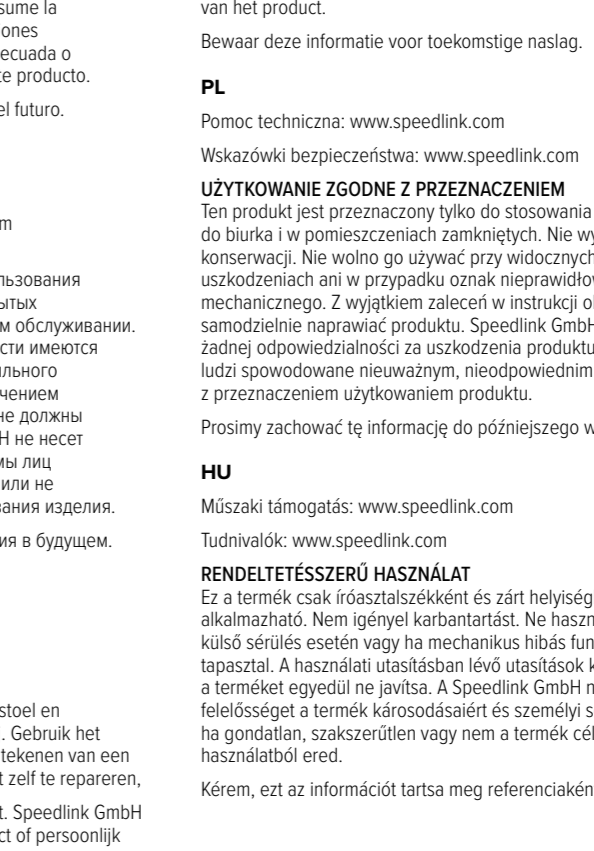 sume la
ones
ecuada o
te producto.
el futuro.
m
льзования
ытых
м обслуживании.
сти имеются
льного
чением
не должны
H не несет
мы лиц
или не
вания изделия.
ия в будущем.
stoel en
. Gebruik het
tekenen van een
t zelf te repareren,
t. Speedlink GmbH
ct of persoonlijk
van het product.
Bewaar deze informatie voor toekomstige naslag.
PL
Pomoc techniczna: www.speedlink.com
Wskazówki bezpieczeństwa: www.speedlink.com
UŻYTKOWANIE ZGODNE Z PRZEZNACZENIEM
Ten produkt jest przeznaczony tylko do stosowania
do biurka i w pomieszczeniach zamkniętych. Nie wy
konserwacji. Nie wolno go używać przy widocznych
uszkodzeniach ani w przypadku oznak nieprawidło
mechanicznego. Z wyjątkiem zaleceń w instrukcji o
samodzielnie naprawiać produktu. Speedlink GmbH
żadnej odpowiedzialności za uszkodzenia produktu
ludzi spowodowane nieuważnym, nieodpowiednim
z przeznaczeniem użytkowaniem produktu.
Prosimy zachować tę informację do późniejszego w
HU
Műszaki támogatás: www.speedlink.com
Tudnivalók: www.speedlink.com
RENDELTETÉSSZERŰ HASZNÁLAT
Ez a termék csak íróasztalszékként és zárt helyiség
alkalmazható. Nem igényel karbantartást. Ne haszn
külső sérülés esetén vagy ha mechanikus hibás fun
tapasztal. A használati utasításban lévő utasítások k
a terméket egyedül ne javítsa. A Speedlink GmbH n
felelősséget a termék károsodásaiért és személyi s
ha gondatlan, szakszerűtlen vagy nem a termék cél
használatból ered.
Kérem, ezt az információt tartsa meg referenciakén